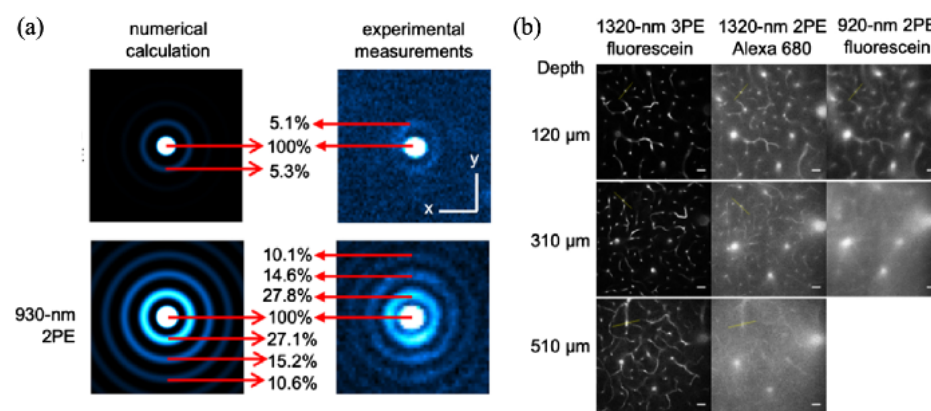 (a)
numerical
calculation
experimental
measurements
5.1%
100%
5.3%
y
x
930-nm
2PE
10.1%
14.6%
27.8%
100%
27.1%
15.2%
10.6%
(b)
1320-nm 3PE
fluorescein
1320-nm 2PE
Alexa 680
920-nm 2PE
fluorescein
Depth
120 µm
310 µm
510 µm